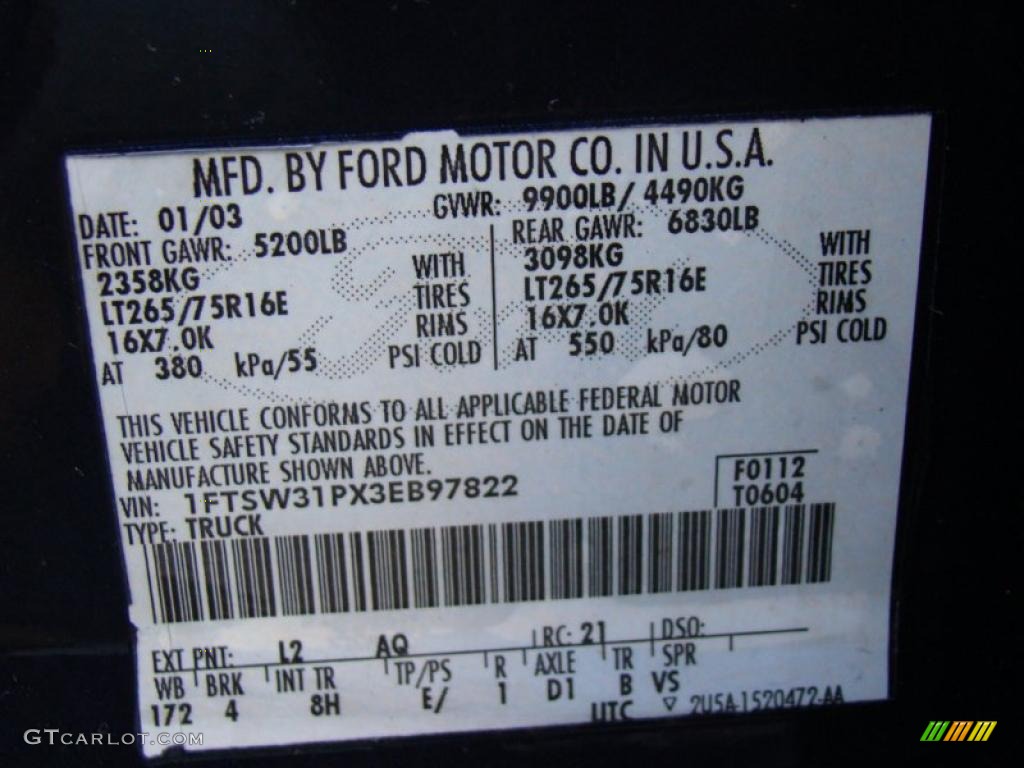 MFD. BY FORD MOTOR CO. IN U.S.A.
DATE: 01/03 GVWR: 9900LB/ 4490KG
FRONT GAWR: 5200LB REAR GAWR: 6830LB
2358KG WITH 3098KG WITH
LT265/75R16E TIRES LT265/75R16E TIRES
16X7.0K RIMS 16X7.0K RIMS
AT 380 kPa/55 PSI COLD AT 550 kPa/80 PSI COLD
THIS VEHICLE CONFORMS TO ALL APPLICABLE FEDERAL MOTOR
VEHICLE SAFETY STANDARDS IN EFFECT ON THE DATE OF
MANUFACTURE SHOWN ABOVE.
F0112
VIN: 1FTSW31PX3EB97822 T0604
TYPE: TRUCK
EXT PNT: L2 AQ RC: 21 DSO:
WB BRK INT TR TP/PS R AXLE TR SPR
172 4 8H E/ 1 D1 B VS
UTC ▽ 2U5A-1520472-AA
GTCARLOT.COM